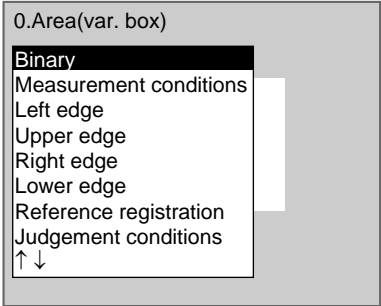 0.Area(var. box)
Binary
Measurement conditions
Left edge
Upper edge
Right edge
Lower edge
Reference registration
Judgement conditions
↑↓